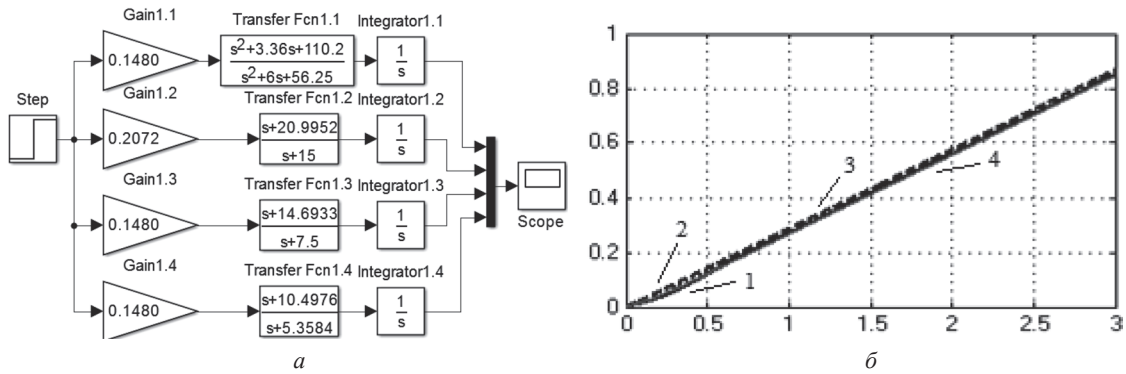 Gain1.1 Transfer Fcn1.1 Integrator1.1
0.1480
s²+3.36s+110.2
s²+6s+56.25
1
s
Step
Gain1.2 Transfer Fcn1.2 Integrator1.2
0.2072
s+20.9952
s+15
1
s
Gain1.3 Transfer Fcn1.3 Integrator1.3
0.1480
s+14.6933
s+7.5
1
s
Scope
Gain1.4 Transfer Fcn1.4 Integrator1.4
0.1480
s+10.4976
s+5.3584
1
s
а
1
0.8
0.6
0.4
0.2
0
0 0.5 1 1.5 2 2.5 3
3
4
2
1
б